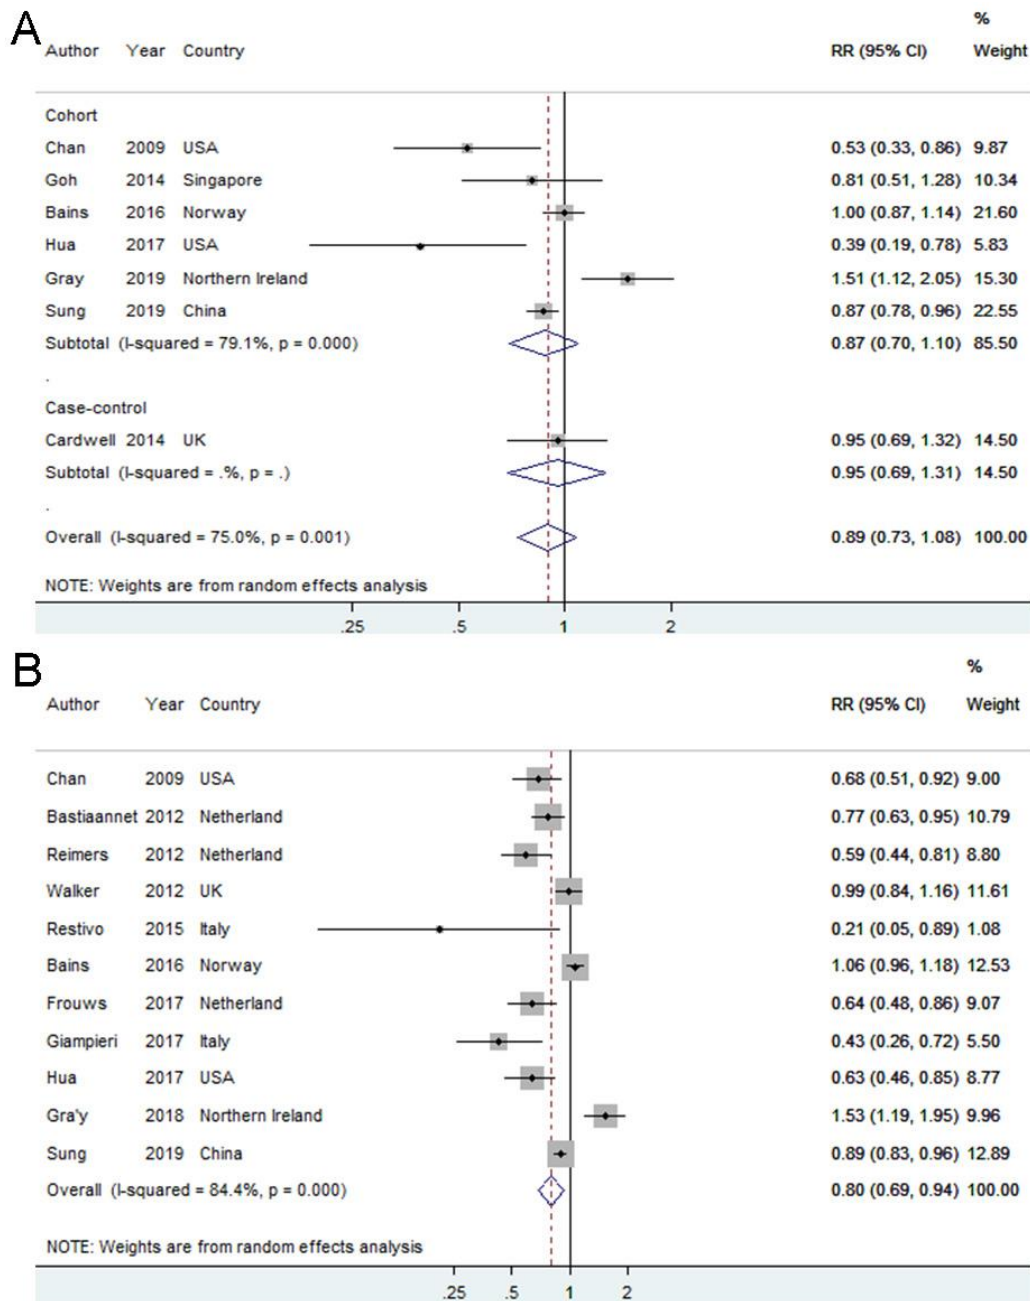 A
%
Author Year Country RR (95% CI) Weight
Cohort
Chan 2009 USA 0.53 (0.33, 0.86) 9.87
Goh 2014 Singapore 0.81 (0.51, 1.28) 10.34
Bains 2016 Norway 1.00 (0.87, 1.14) 21.60
Hua 2017 USA 0.39 (0.19, 0.78) 5.83
Gray 2019 Northern Ireland 1.51 (1.12, 2.05) 15.30
Sung 2019 China 0.87 (0.78, 0.96) 22.55
Subtotal (I-squared = 79.1%, p = 0.000) 0.87 (0.70, 1.10) 85.50
.
Case-control
Cardwell 2014 UK 0.95 (0.69, 1.32) 14.50
Subtotal (I-squared = .%, p = .) 0.95 (0.69, 1.31) 14.50
.
Overall (I-squared = 75.0%, p = 0.001) 0.89 (0.73, 1.08) 100.00
NOTE: Weights are from random effects analysis
.25 .5 1 2
B
%
Author Year Country RR (95% CI) Weight
Chan 2009 USA 0.68 (0.51, 0.92) 9.00
Bastiaannet 2012 Netherland 0.77 (0.63, 0.95) 10.79
Reimers 2012 Netherland 0.59 (0.44, 0.81) 8.80
Walker 2012 UK 0.99 (0.84, 1.16) 11.61
Restivo 2015 Italy 0.21 (0.05, 0.89) 1.08
Bains 2016 Norway 1.06 (0.96, 1.18) 12.53
Frouws 2017 Netherland 0.64 (0.48, 0.86) 9.07
Giampieri 2017 Italy 0.43 (0.26, 0.72) 5.50
Hua 2017 USA 0.63 (0.46, 0.85) 8.77
Gra'y 2018 Northern Ireland 1.53 (1.19, 1.95) 9.96
Sung 2019 China 0.89 (0.83, 0.96) 12.89
Overall (I-squared = 84.4%, p = 0.000) 0.80 (0.69, 0.94) 100.00
NOTE: Weights are from random effects analysis
.25 .5 1 2